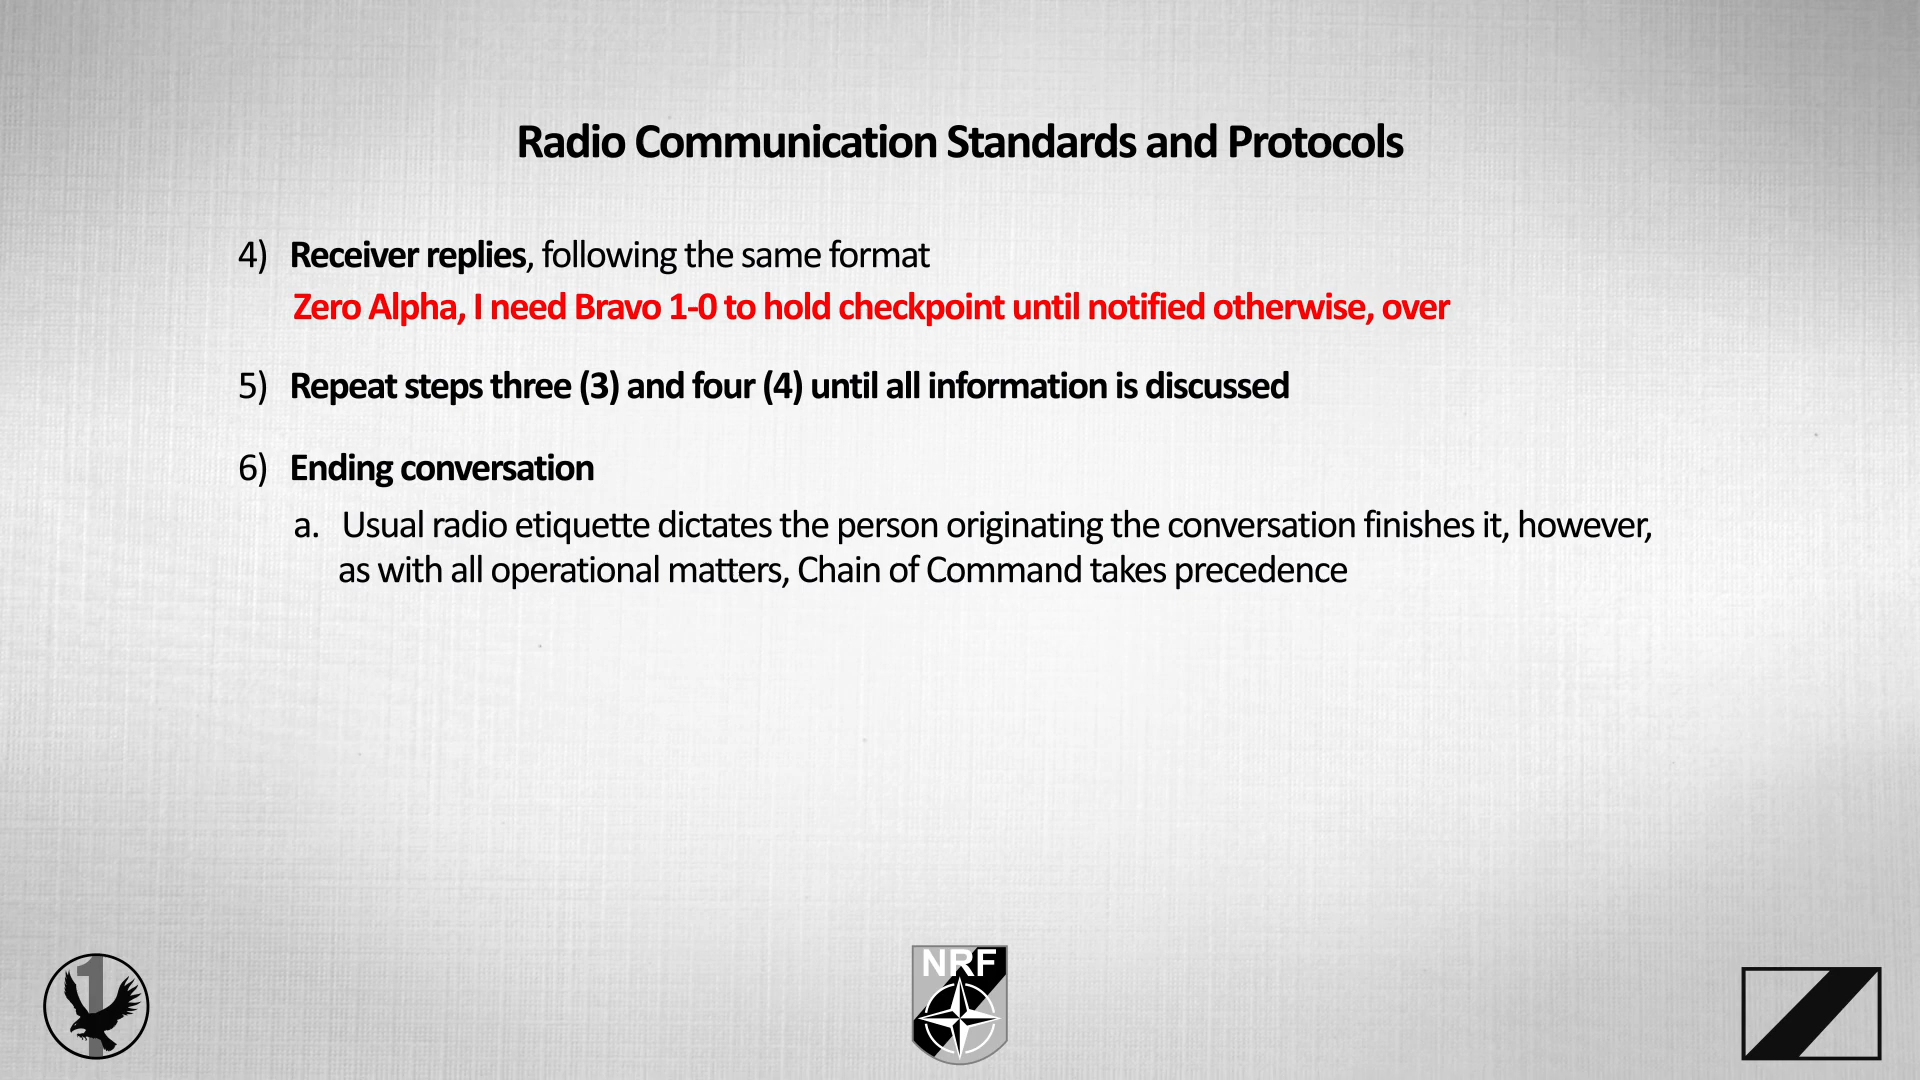 Radio Communication Standards and Protocols
4) Receiver replies, following the same format
Zero Alpha, I need Bravo 1-0 to hold checkpoint until notified otherwise, over
5) Repeat steps three (3) and four (4) until all information is discussed
6) Ending conversation
a. Usual radio etiquette dictates the person originating the conversation finishes it, however,
as with all operational matters, Chain of Command takes precedence
1
NRF